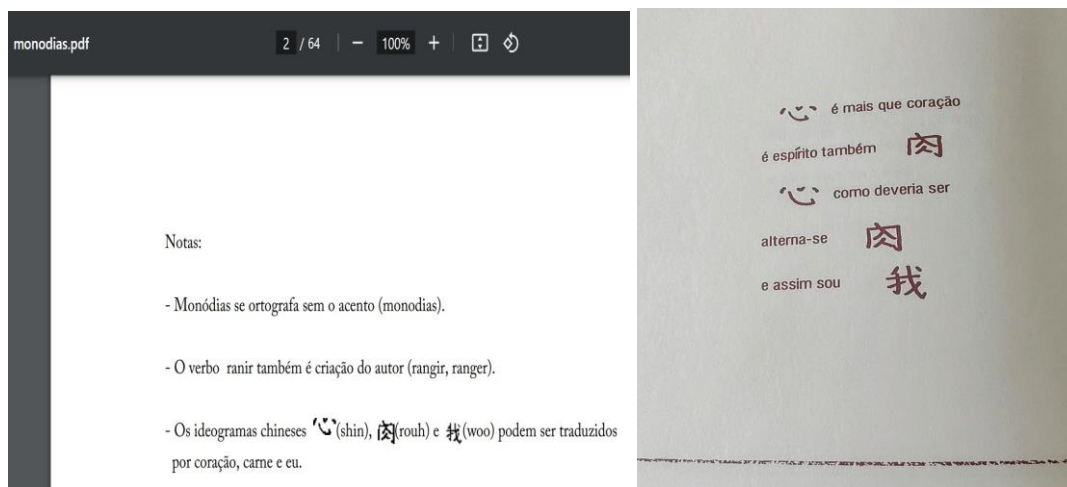 monodias.pdf
2 / 64
100%
Notas:
- Monódias se ortografa sem o acento (monodias).
- O verbo ranir também é criação do autor (rangir, ranger).
- Os ideogramas chineses 心(shin), 肉(rouh) e 我(woo) podem ser traduzidos
por coração, carne e eu.
心 é mais que coração
é espírito também 肉
心 como deveria ser
alterna-se 肉
e assim sou 我